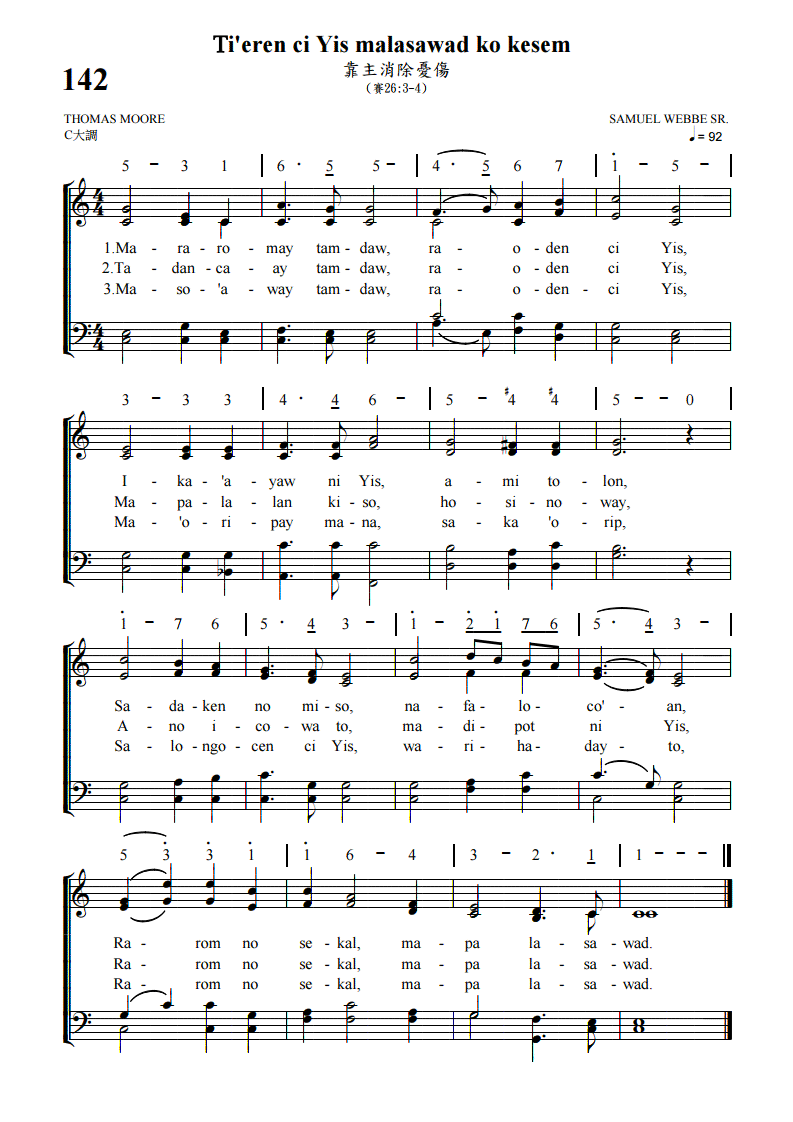 Ti'eren ci Yis malasawad ko kesem
靠主消除憂傷
142
(賽26:3-4)
THOMAS MOORE
SAMUEL WEBBE SR.
C大調
♩= 92
5 - 3 1 | 6 · 5 5 - | 4 · 5 6 7 | 1̇ - 5 - |
1.Ma - ra - ro - may tam - daw, ra - o - den ci Yis,
2.Ta - dan - ca - ay tamdaw, ra - o - den ci Yis,
3.Ma - so - 'a - way tam - daw, ra - o - den - ci Yis,
3 - 3 3 | 4 · 4 6 - | 5 - #4 #4 | 5 - - 0 |
I - ka - 'a - yaw ni Yis, a - mi to - lon,
Ma - pa - la - lan ki - so, ho - si - no - way,
Ma - 'o - ri - pay ma - na, sa - ka 'o - rip,
1̇ - 7 6 | 5 · 4 3 - | 1̇ - 2̇ 1̇ 7 6 | 5 · 4 3 - |
Sa - da - ken no mi - so, na - fa - lo - co' - an,
A - no i - co - wa to, ma - di - pot ni Yis,
Sa - lo - ngo - cen ci Yis, wa - ri - ha - day - to,
5 3̇ 3̇ 1̇ | 1̇ 6 - 4 | 3 - 2 · 1 | 1 - - - ‖
Ra - rom no se - kal, ma - pa la - sa - wad.
Ra - rom no se - kal, ma - pa la - sa - wad.
Ra - rom no se - kal, ma - pa la - sa - wad.